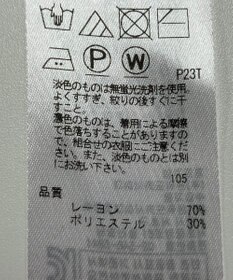 P W
P23T
淡色のものは無蛍光洗剤を使用、
よくすすぎ、絞りの後すぐに干
すこと。
濃色のものは、着用による摩擦
で色落ちすることがありますの
で、組合せの衣服にご注意くだ
さい。また、淡色のものとは別
にお洗い下さい。
105
品質
レーヨン 70%
ポリエステル 30%